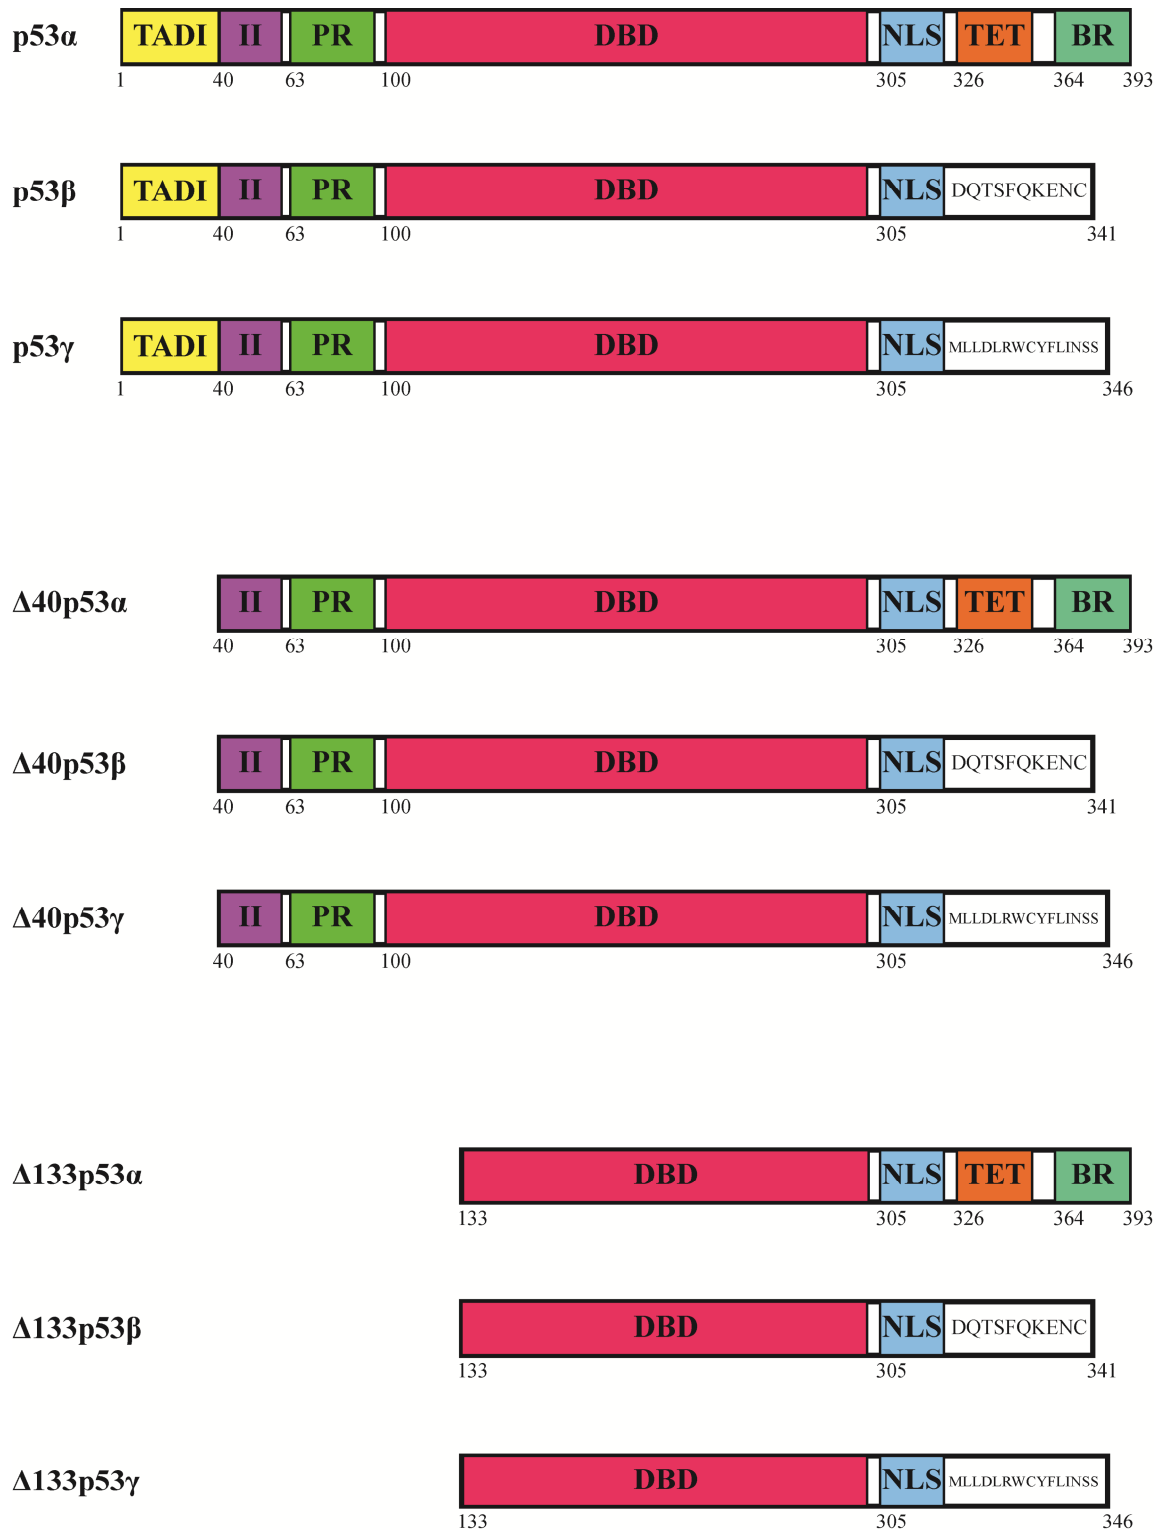 p53α TADI II PR DBD NLS TET BR
1 40 63 100 305 326 364 393
p53β TADI II PR DBD NLS DQTSFQKENC
1 40 63 100 305 341
p53γ TADI II PR DBD NLS MLLDLRWCYFLINSS
1 40 63 100 305 346
Δ40p53α II PR DBD NLS TET BR
40 63 100 305 326 364 393
Δ40p53β II PR DBD NLS DQTSFQKENC
40 63 100 305 341
Δ40p53γ II PR DBD NLS MLLDLRWCYFLINSS
40 63 100 305 346
Δ133p53α DBD NLS TET BR
133 305 326 364 393
Δ133p53β DBD NLS DQTSFQKENC
133 305 341
Δ133p53γ DBD NLS MLLDLRWCYFLINSS
133 305 346